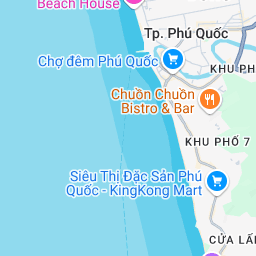 Beach House
Tp. Phú Quốc
Chợ đêm Phú Quốc
KHU PH
Chuồn Chuồn
Bistro & Bar
KHU PHỐ 7
Siêu Thị Đặc Sản Phú
Quốc - KingKong Mart
CỬA LẤP